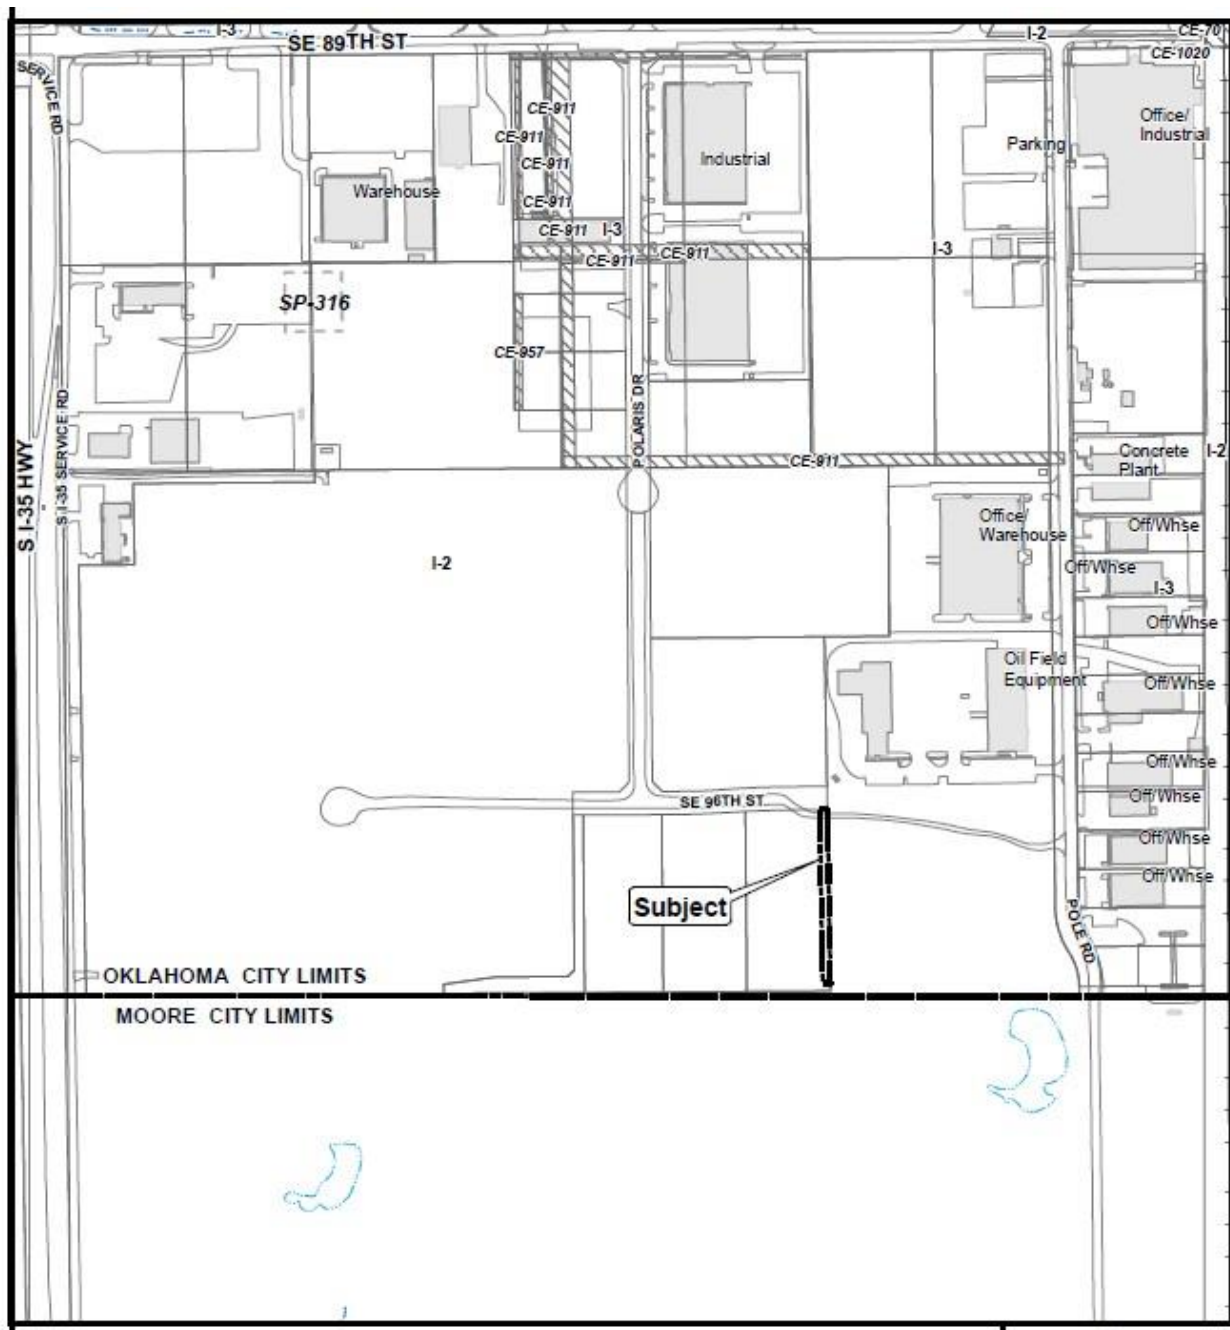 I-3
SE 89TH ST
I-2
CE-70
CE-1020
SERVICE RD
CE-911
CE-911
CE-911
CE-911
CE-911
I-3
CE-911
CE-911
Warehouse
Industrial
Parking
Office/
Industrial
I-3
SP-316
CE-957
POLARIS DR
S I-35 HWY
S I-35 SERVICE RD
CE-911
Concrete
Plant
I-2
I-2
Office/
Warehouse
Off/Whse
Off/Whse
I-3
Off/Whse
Oil Field
Equipment
Off/Whse
Off/Whse
Off/Whse
SE 96TH ST
Off/Whse
Off/Whse
Subject
POLE RD
OKLAHOMA CITY LIMITS
MOORE CITY LIMITS